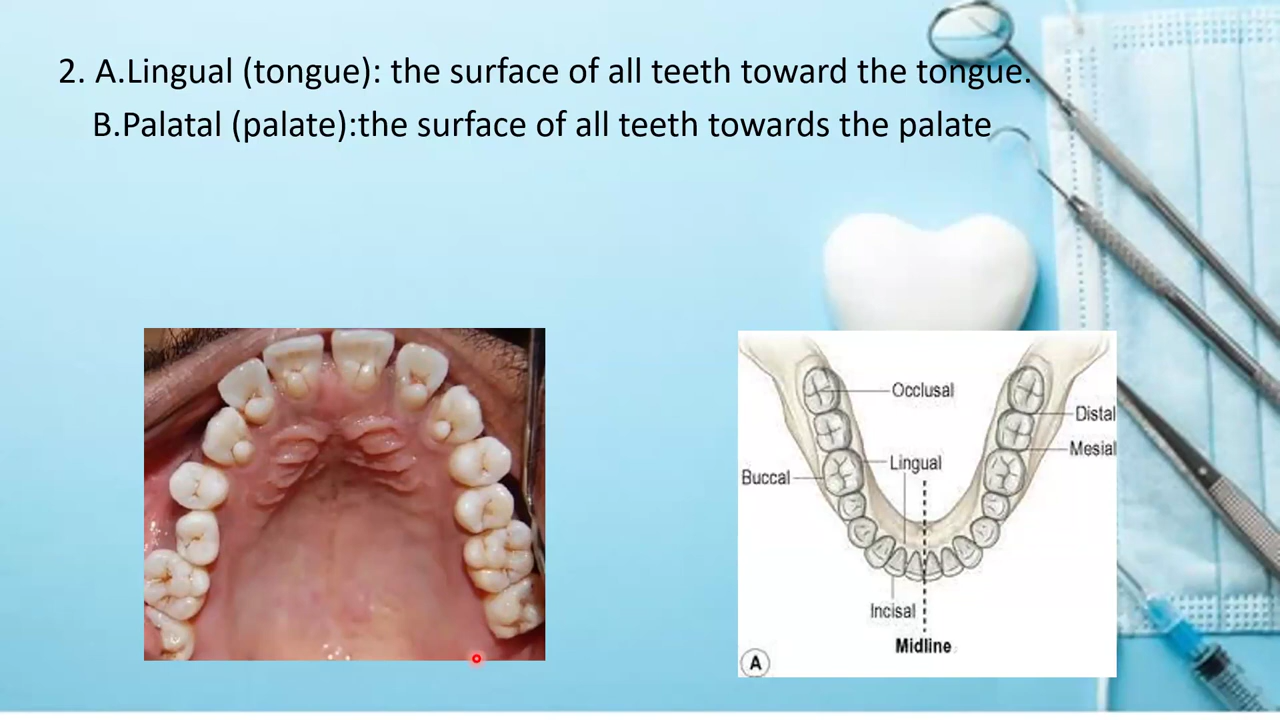 2. A.Lingual (tongue): the surface of all teeth toward the tongue.
B.Palatal (palate):the surface of all teeth towards the palate
Occlusal
Distal
Mesial
Lingual
Buccal
Incisal
Midline
A